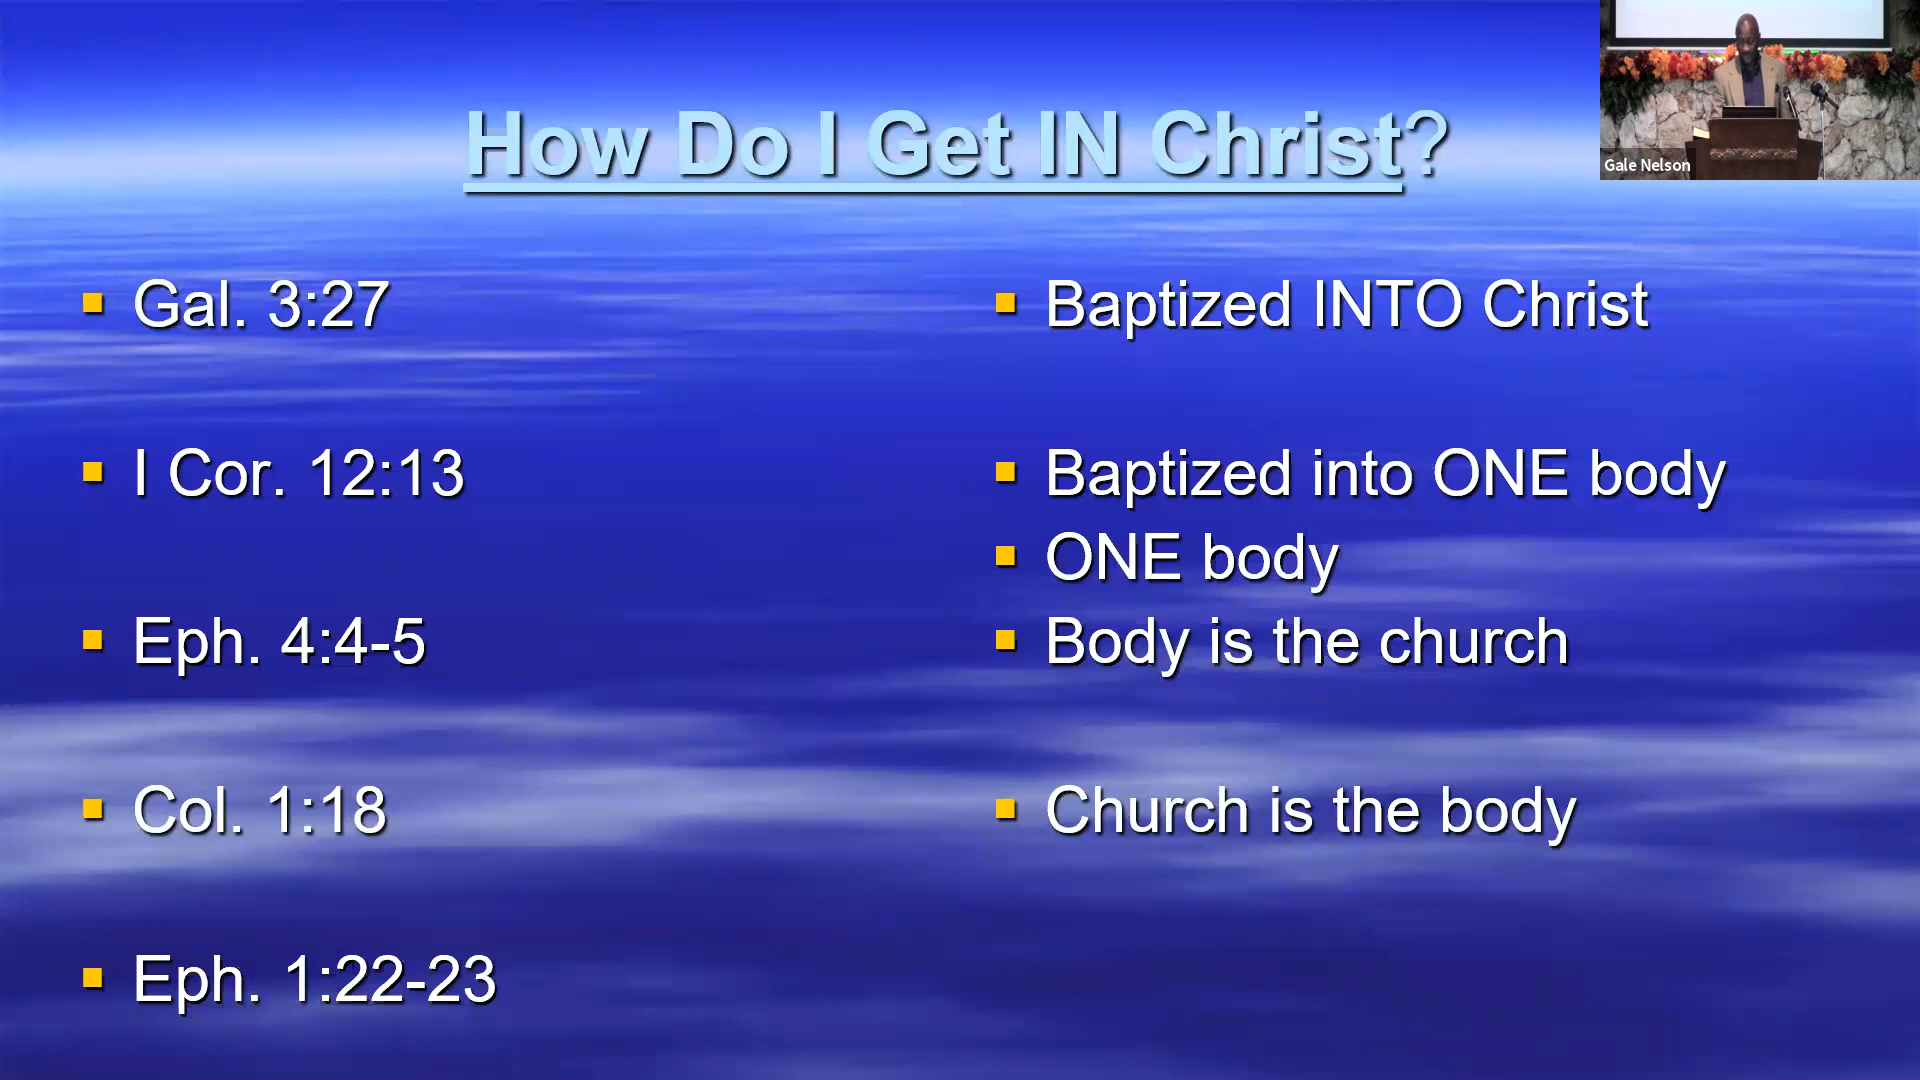 How Do I Get IN Christ?
Gale Nelson
Gal. 3:27
I Cor. 12:13
Eph. 4:4-5
Col. 1:18
Eph. 1:22-23
Baptized INTO Christ
Baptized into ONE body
ONE body
Body is the church
Church is the body